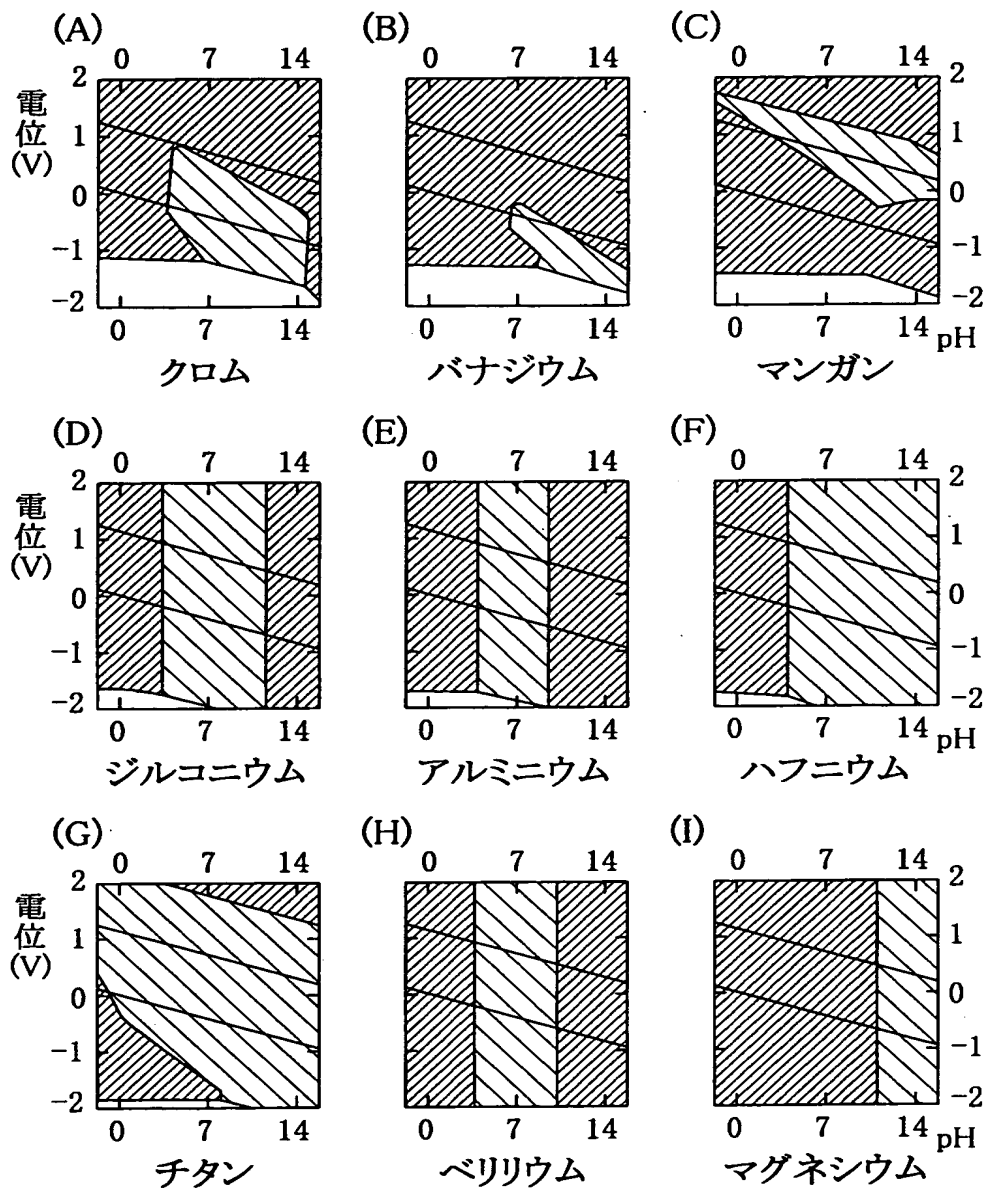 (A) (B) (C)
0 7 14 0 7 14 0 7 14
電位(V) 2 1 0 -1 -2
2 1 0 -1 -2
0 7 14 0 7 14 0 7 14 pH
クロム バナジウム マンガン
(D) (E) (F)
0 7 14 0 7 14 0 7 14
電位(V) 2 1 0 -1 -2
2 1 0 -1 -2
0 7 14 0 7 14 0 7 14 pH
ジルコニウム アルミニウム ハフニウム
(G) (H) (I)
0 7 14 0 7 14 0 7 14
電位(V) 2 1 0 -1 -2
2 1 0 -1 -2
0 7 14 0 7 14 0 7 14 pH
チタン ベリリウム マグネシウム